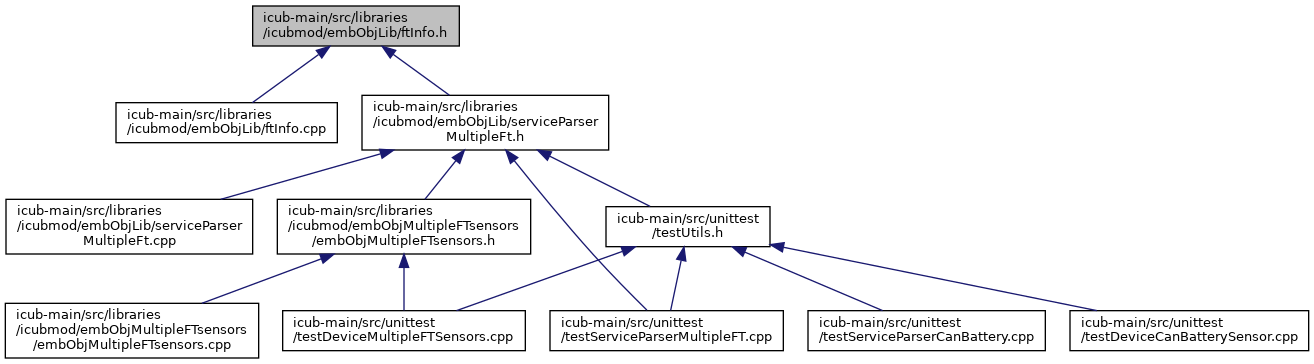 icub-main/src/libraries
/icubmod/embObjLib/ftInfo.h
icub-main/src/libraries
/icubmod/embObjLib/ftInfo.cpp
icub-main/src/libraries
/icubmod/embObjLib/serviceParser
MultipleFt.h
icub-main/src/libraries
/icubmod/embObjLib/serviceParser
MultipleFt.cpp
icub-main/src/libraries
/icubmod/embObjMultipleFTsensors
/embObjMultipleFTsensors.h
icub-main/src/unittest
/testUtils.h
icub-main/src/libraries
/icubmod/embObjMultipleFTsensors
/embObjMultipleFTsensors.cpp
icub-main/src/unittest
/testDeviceMultipleFTSensors.cpp
icub-main/src/unittest
/testServiceParserMultipleFT.cpp
icub-main/src/unittest
/testServiceParserCanBattery.cpp
icub-main/src/unittest
/testDeviceCanBatterySensor.cpp